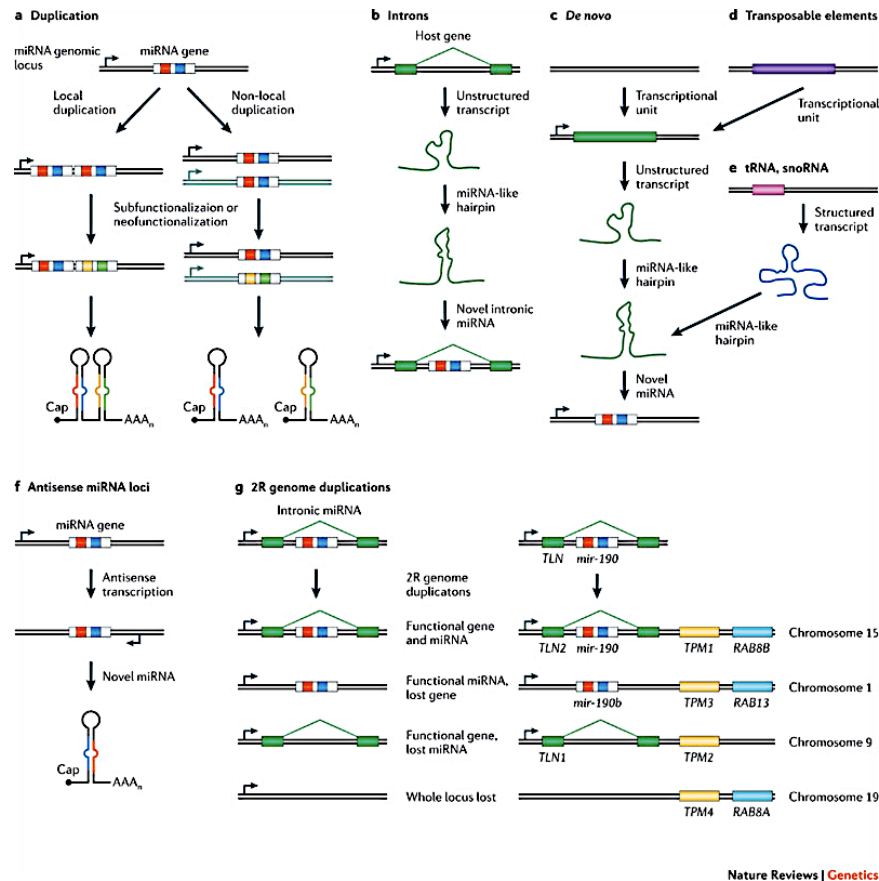 a Duplication
miRNA genomic
locus
miRNA gene
Local
duplication
Non-local
duplication
Subfunctionalizaion or
neofunctionalization
Cap
AAAn
Cap
AAAn
AAAn
b Introns
Host gene
Unstructured
transcript
miRNA-like
hairpin
Novel intronic
miRNA
c De novo
Transcriptional
unit
Unstructured
transcript
miRNA-like
hairpin
Novel
miRNA
d Transposable elements
Transcriptional
unit
e tRNA, snoRNA
Structured
transcript
miRNA-like
hairpin
f Antisense miRNA loci
miRNA gene
Antisense
transcription
Novel miRNA
Cap
AAAn
g 2R genome duplications
Intronic miRNA
TLN mir-190
2R genome
duplicatons
Functional gene
and miRNA
TLN2 mir-190 TPM1 RAB8B
Chromosome 15
Functional miRNA,
lost gene
mir-190b TPM3 RAB13
Chromosome 1
Functional gene,
lost miRNA
TLN1 TPM2
Chromosome 9
Whole locus lost
TPM4 RAB8A
Chromosome 19
Nature Reviews | Genetics